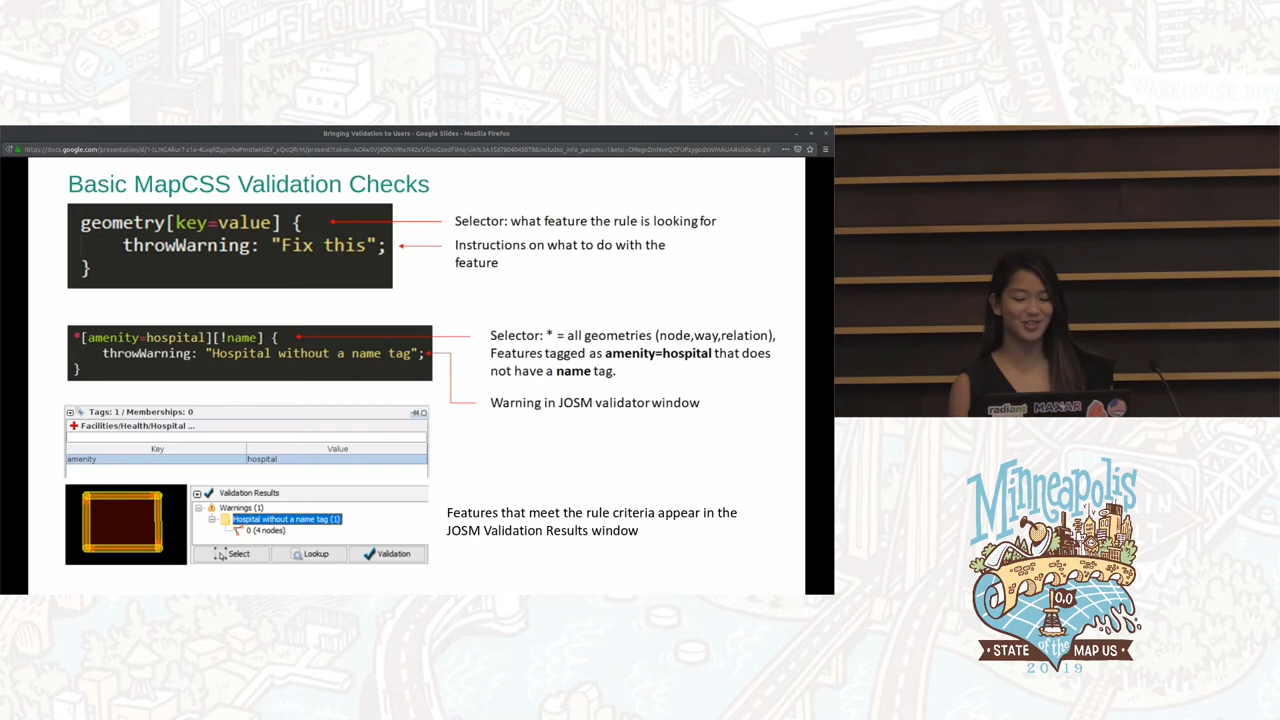 Bringing Validation to Users - Google Slides - Mozilla Firefox
Basic MapCSS Validation Checks
geometry[key=value] {
throwWarning: "Fix this";
}
Selector: what feature the rule is looking for
Instructions on what to do with the
feature
*[amenity=hospital][!name] {
throwWarning: "Hospital without a name tag";
}
Selector: * = all geometries (node,way,relation),
Features tagged as amenity=hospital that does
not have a name tag.
Warning in JOSM validator window
Tags: 1 / Memberships: 0
Facilities/Health/Hospital ...
Key Value
amenity hospital
Validation Results
Warnings (1)
Hospital without a name tag (1)
0 (4 nodes)
Select Lookup Validation
Features that meet the rule criteria appear in the
JOSM Validation Results window
radiant MAXAR
Minneapolis
0,0
STATE of the MAP US
2019